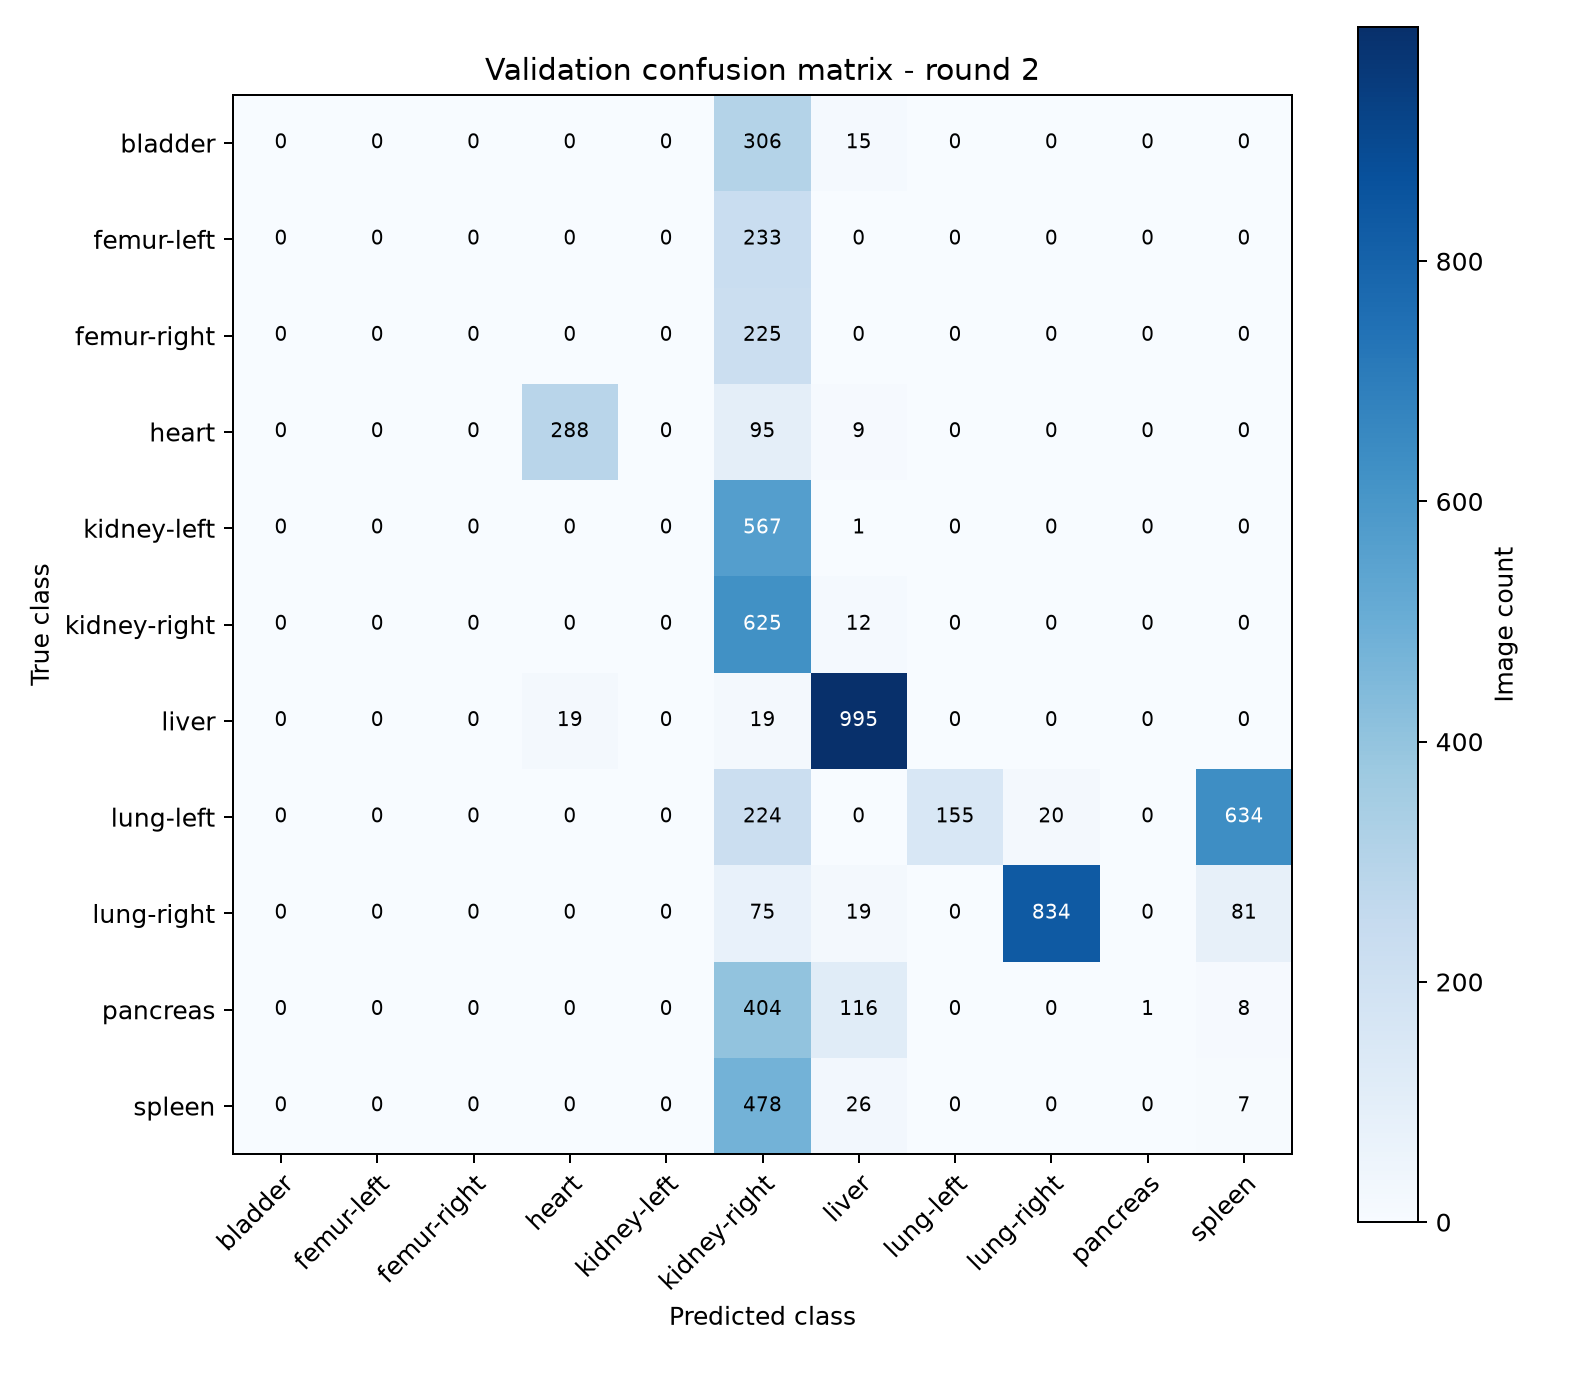 Validation confusion matrix - round 2
bladder 0 0 0 0 0 306 15 0 0 0 0
femur-left 0 0 0 0 0 233 0 0 0 0 0
femur-right 0 0 0 0 0 225 0 0 0 0 0
heart 0 0 0 288 0 95 9 0 0 0 0
kidney-left 0 0 0 0 0 567 1 0 0 0 0
kidney-right 0 0 0 0 0 625 12 0 0 0 0
liver 0 0 0 19 0 19 995 0 0 0 0
lung-left 0 0 0 0 0 224 0 155 20 0 634
lung-right 0 0 0 0 0 75 19 0 834 0 81
pancreas 0 0 0 0 0 404 116 0 0 1 8
spleen 0 0 0 0 0 478 26 0 0 0 7
True class
bladder femur-left femur-right heart kidney-left kidney-right liver lung-left lung-right pancreas spleen
Predicted class
800
600
400
200
0
Image count